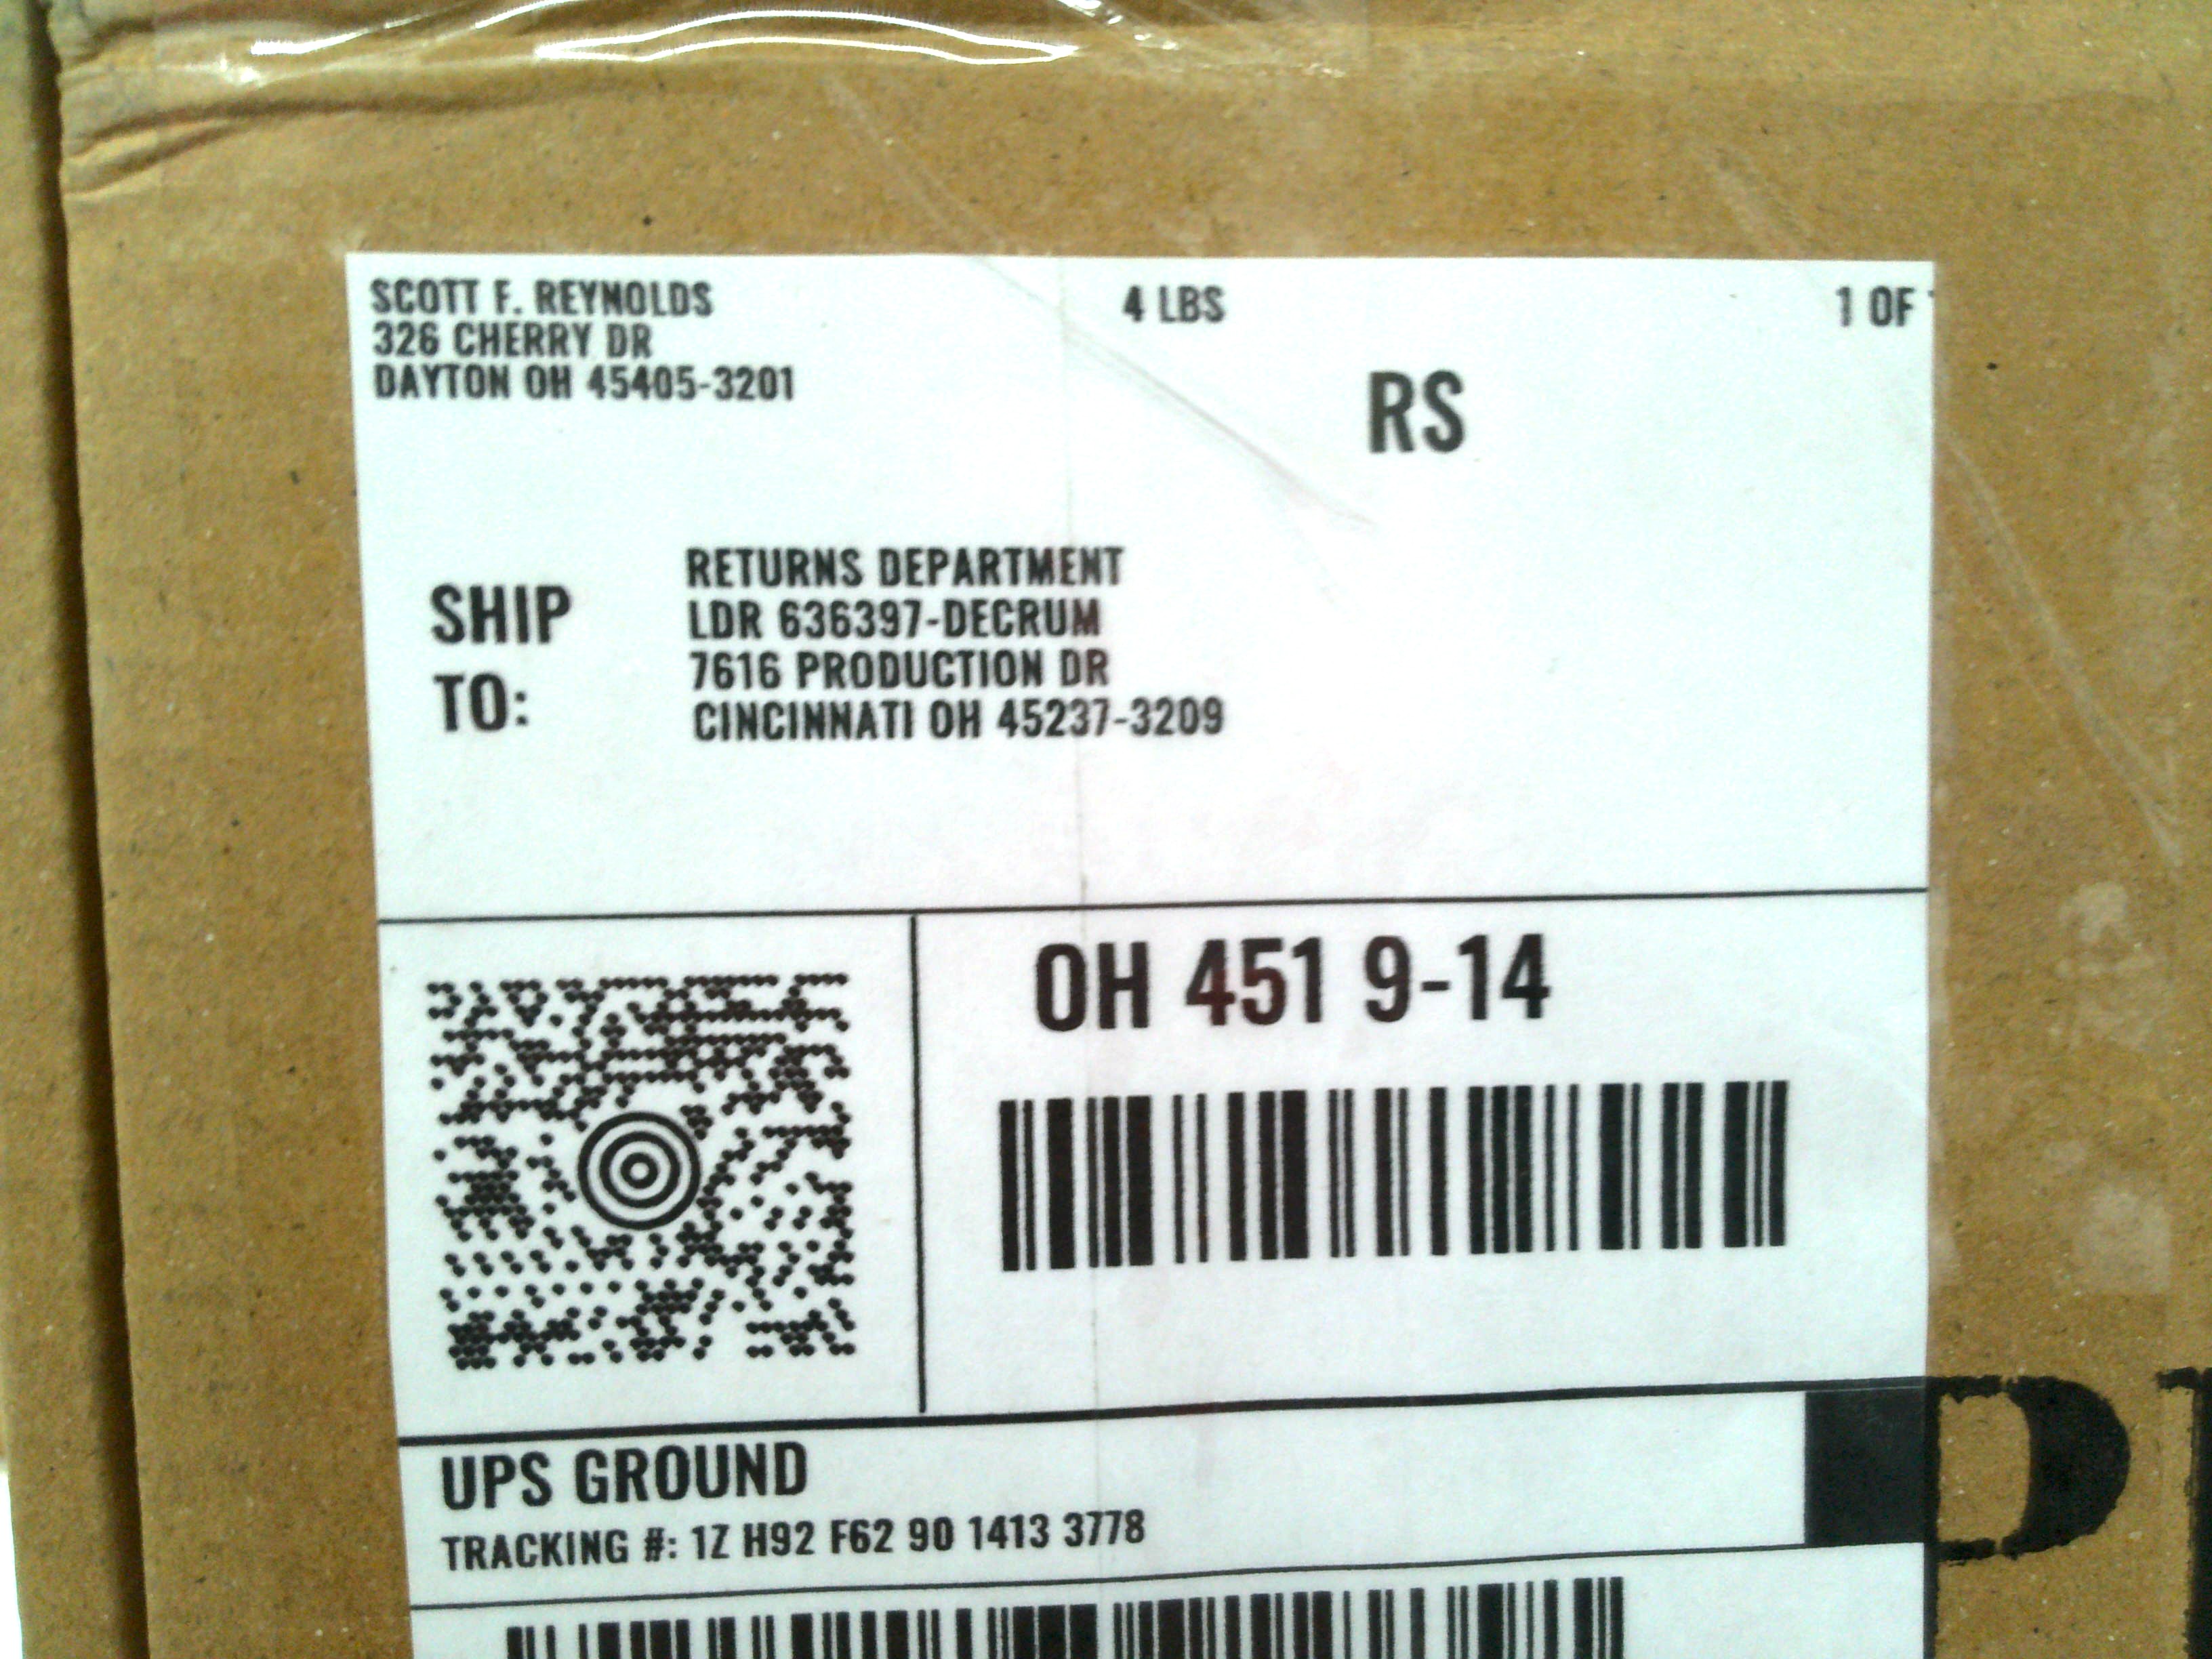 SCOTT F. REYNOLDS
326 CHERRY DR
DAYTON OH 45405-3201
4 LBS
1 OF
RS
SHIP
TO:
RETURNS DEPARTMENT
LDR 636397-DECRUM
7616 PRODUCTION DR
CINCINNATI OH 45237-3209
OH 451 9-14
UPS GROUND
TRACKING #: 1Z H92 F62 90 1413 3778